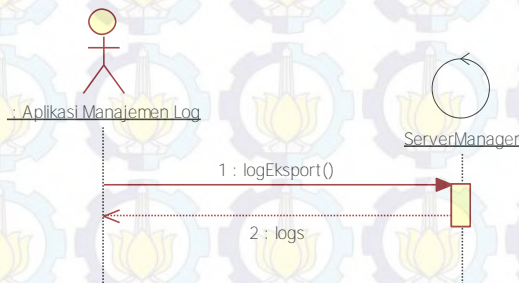 : Aplikasi Manajemen Log
ServerManager
1 : logEksport()
2 : logs